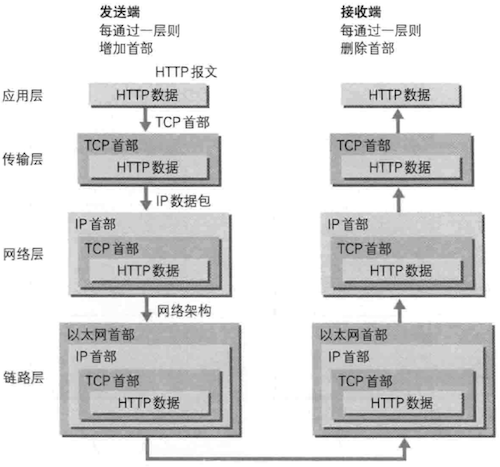 发送端
每通过一层则
增加首部
接收端
每通过一层则
删除首部
HTTP 报文
应用层
HTTP 数据
HTTP 数据
TCP 首部
传输层
TCP 首部
HTTP 数据
TCP 首部
HTTP 数据
IP 数据包
网络层
IP 首部
TCP 首部
HTTP 数据
IP 首部
TCP 首部
HTTP 数据
网络架构
链路层
以太网首部
IP 首部
TCP 首部
HTTP 数据
以太网首部
IP 首部
TCP 首部
HTTP 数据